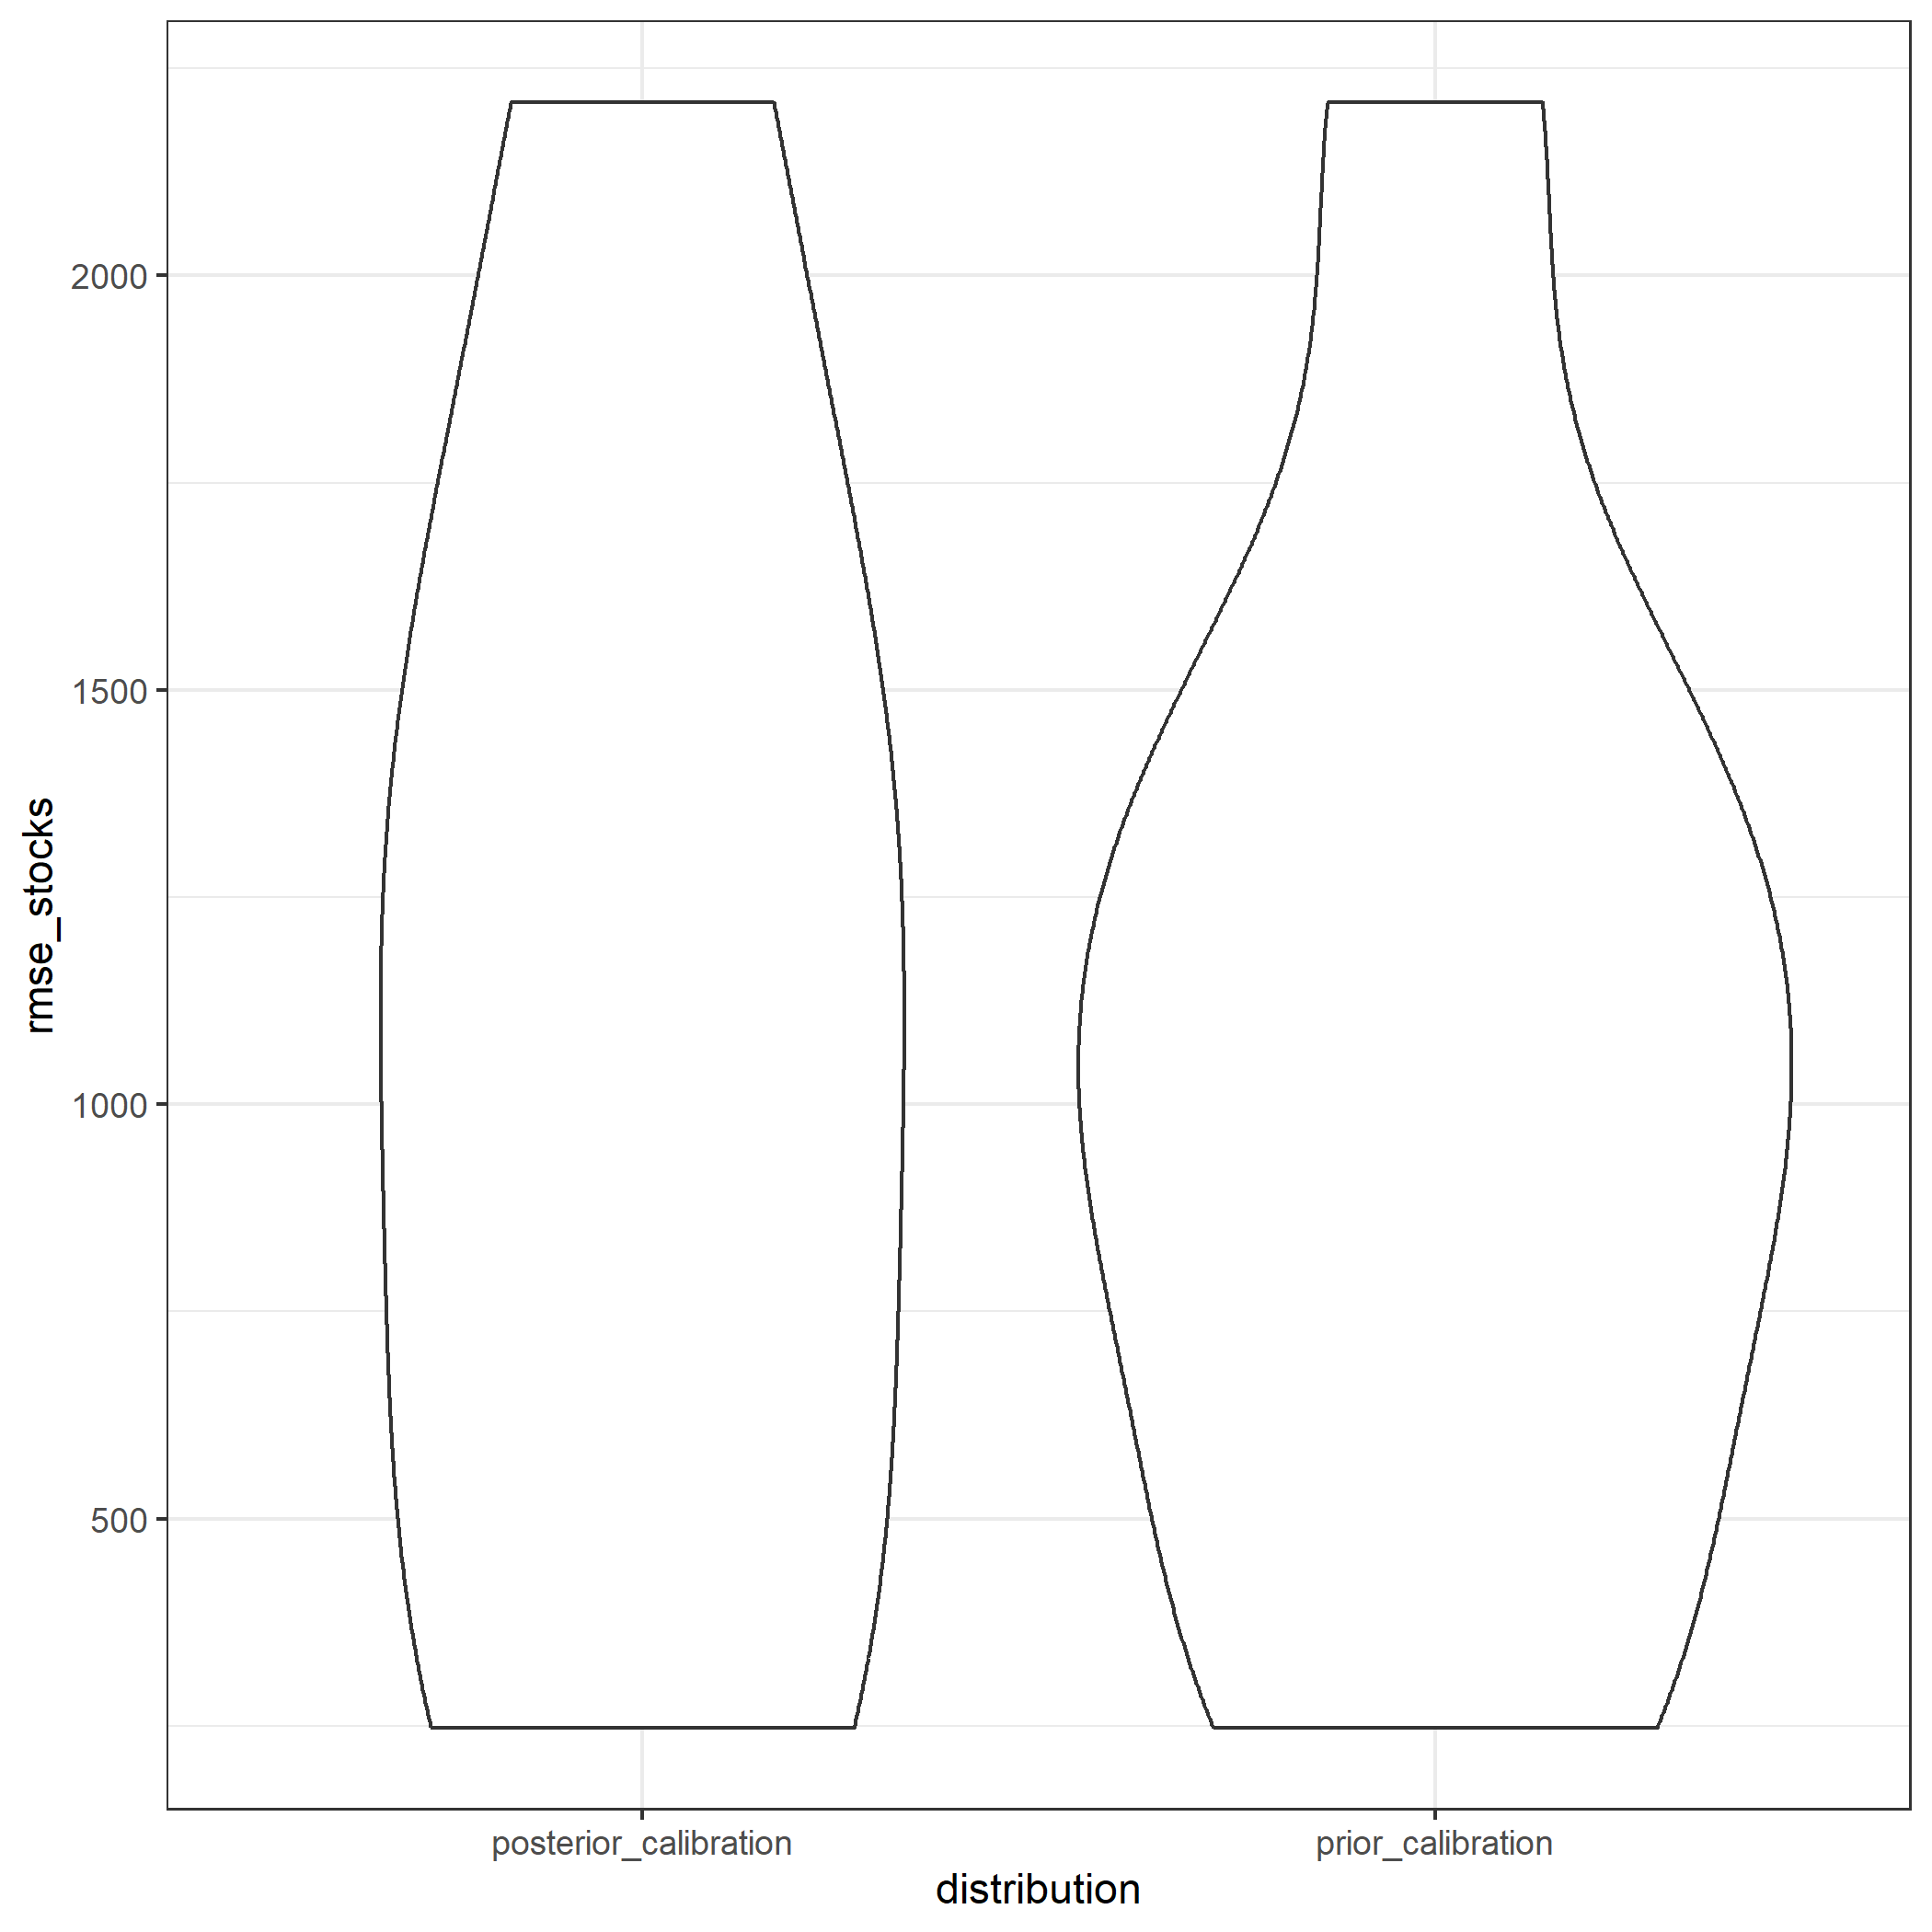 rmse_stocks
2000
1500
1000
500
posterior_calibration
prior_calibration
distribution